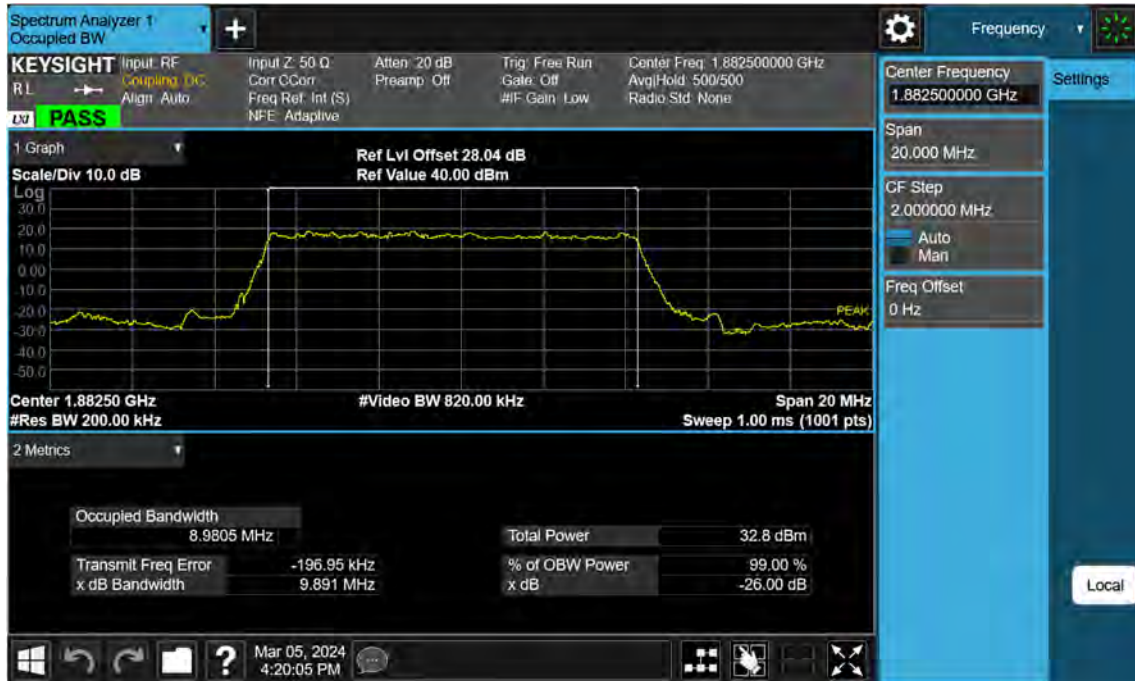 Spectrum Analyzer 1
Occupied BW
+
Frequency
KEYSIGHT
R L
LXI PASS
Input: RF
Coupling: DC
Align: Auto
Input Z: 50 Ω
Corr CCorr
Freq Ref: Int (S)
NFE: Adaptive
Atten: 20 dB
Preamp: Off
Trig: Free Run
Gate: Off
#IF Gain: Low
Center Freq: 1.882500000 GHz
Avg|Hold: 500/500
Radio Std: None
Center Frequency
1.882500000 GHz
Settings
Span
20.000 MHz
CF Step
2.000000 MHz
Auto
Man
Freq Offset
0 Hz
Local
1 Graph
Scale/Div 10.0 dB
Ref Lvl Offset 28.04 dB
Ref Value 40.00 dBm
Log
30.0
20.0
10.0
0.00
-10.0
-20.0
-30.0
-40.0
-50.0
PEAK
Center 1.88250 GHz
#Video BW 820.00 kHz
Span 20 MHz
#Res BW 200.00 kHz
Sweep 1.00 ms (1001 pts)
2 Metrics
Occupied Bandwidth
8.9805 MHz
Total Power 32.8 dBm
Transmit Freq Error -196.95 kHz
% of OBW Power 99.00 %
x dB Bandwidth 9.891 MHz
x dB -26.00 dB
?
Mar 05, 2024
4:20:05 PM